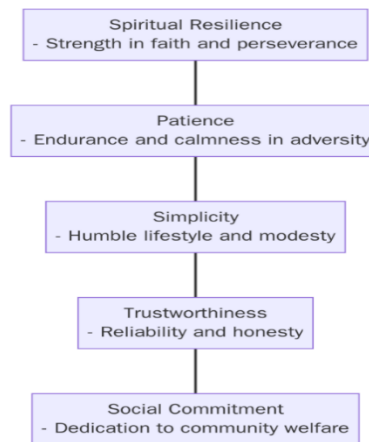 Spiritual Resilience
- Strength in faith and perseverance
Patience
- Endurance and calmness in adversity
Simplicity
- Humble lifestyle and modesty
Trustworthiness
- Reliability and honesty
Social Commitment
- Dedication to community welfare